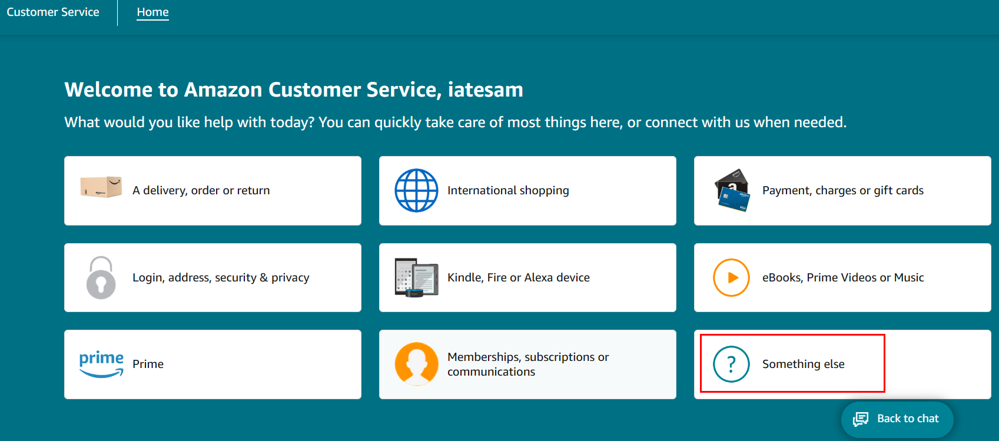 Customer Service
Home
Welcome to Amazon Customer Service, iatesam
What would you like help with today? You can quickly take care of most things here, or connect with us when needed.
A delivery, order or return
International shopping
prime
a
VISA
Payment, charges or gift cards
Login, address, security & privacy
Kindle, Fire or Alexa device
eBooks, Prime Videos or Music
prime
Prime
Memberships, subscriptions or
communications
?
Something else
Back to chat